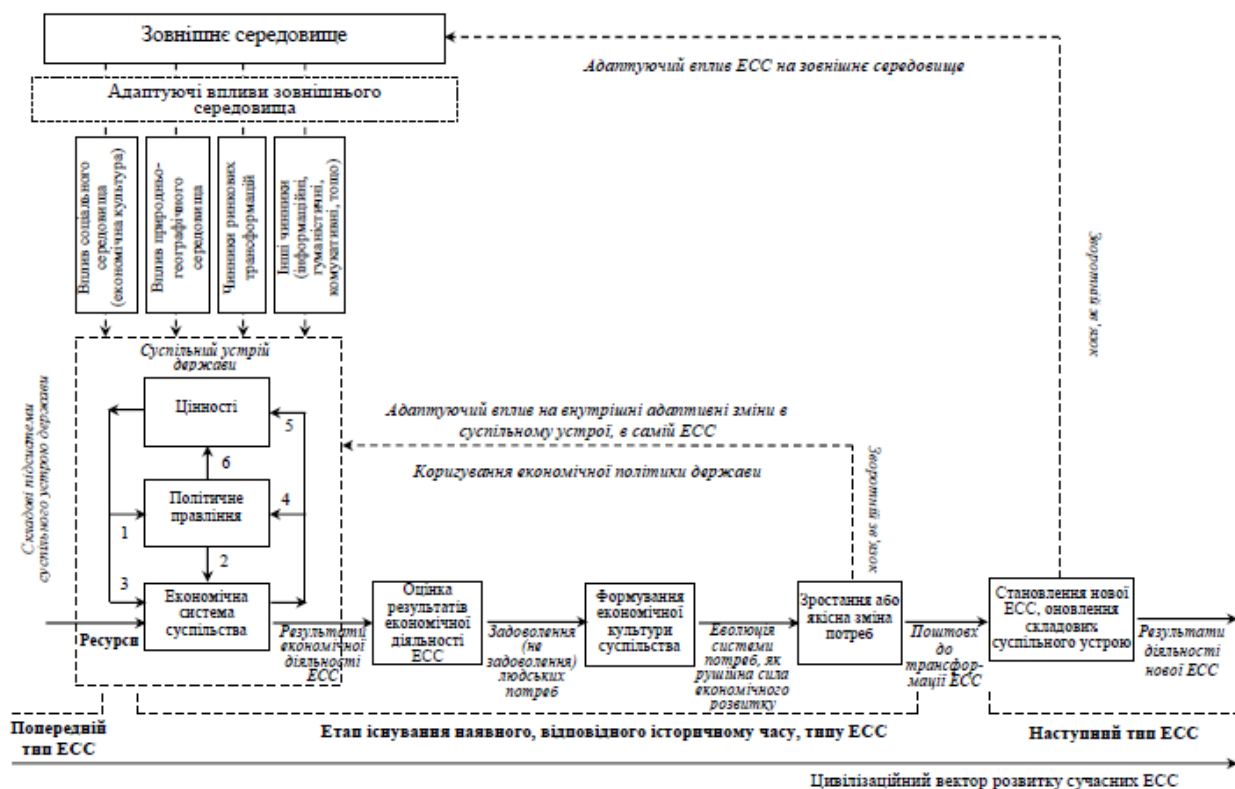 Зовнішнє середовище
Адаптуючий вплив ЕСС на зовнішнє середовище
Адаптуючі впливи зовнішнього
середовища
Вплив соціального
середовища
(економічна культура)
Вплив природньо-
географічного
середовища
Чинники ринкових
трансформацій
Інші чинники
(інформаційні,
гуманістичні,
комукативні, тощо)
Зворотній зв'язок
Складові підсистеми
суспільного устрою держави
Суспільний устрій
держави
Цінності
5
6
Політичне
правління
4
1
2
3
Економічна
система
суспільства
Ресурси
Адаптуючий вплив на внутрішні адаптивні зміни в
суспільному устрої, в самій ЕСС
Коригування економічної політики держави
Зворотній зв'язок
Результати
економічної
діяльності
ЕСС
Оцінка
результатів
економічної
діяльності
ЕСС
Задоволення
(не
задоволення)
людських
потреб
Формування
економічної
культури
суспільства
Еволюція
системи
потреб, як
рушійна сила
економічного
розвитку
Зростання або
якісна зміна
потреб
Поштовх
до
трансфор-
мації ЕСС
Становлення нової
ЕСС, оновлення
складових
суспільного устрою
Результати
діяльності
нової ЕСС
Попередній
тип ЕСС
Етап існування наявного, відповідного історичному часу, типу ЕСС
Наступний тип ЕСС
Цивілізаційний вектор розвитку сучасних ЕСС